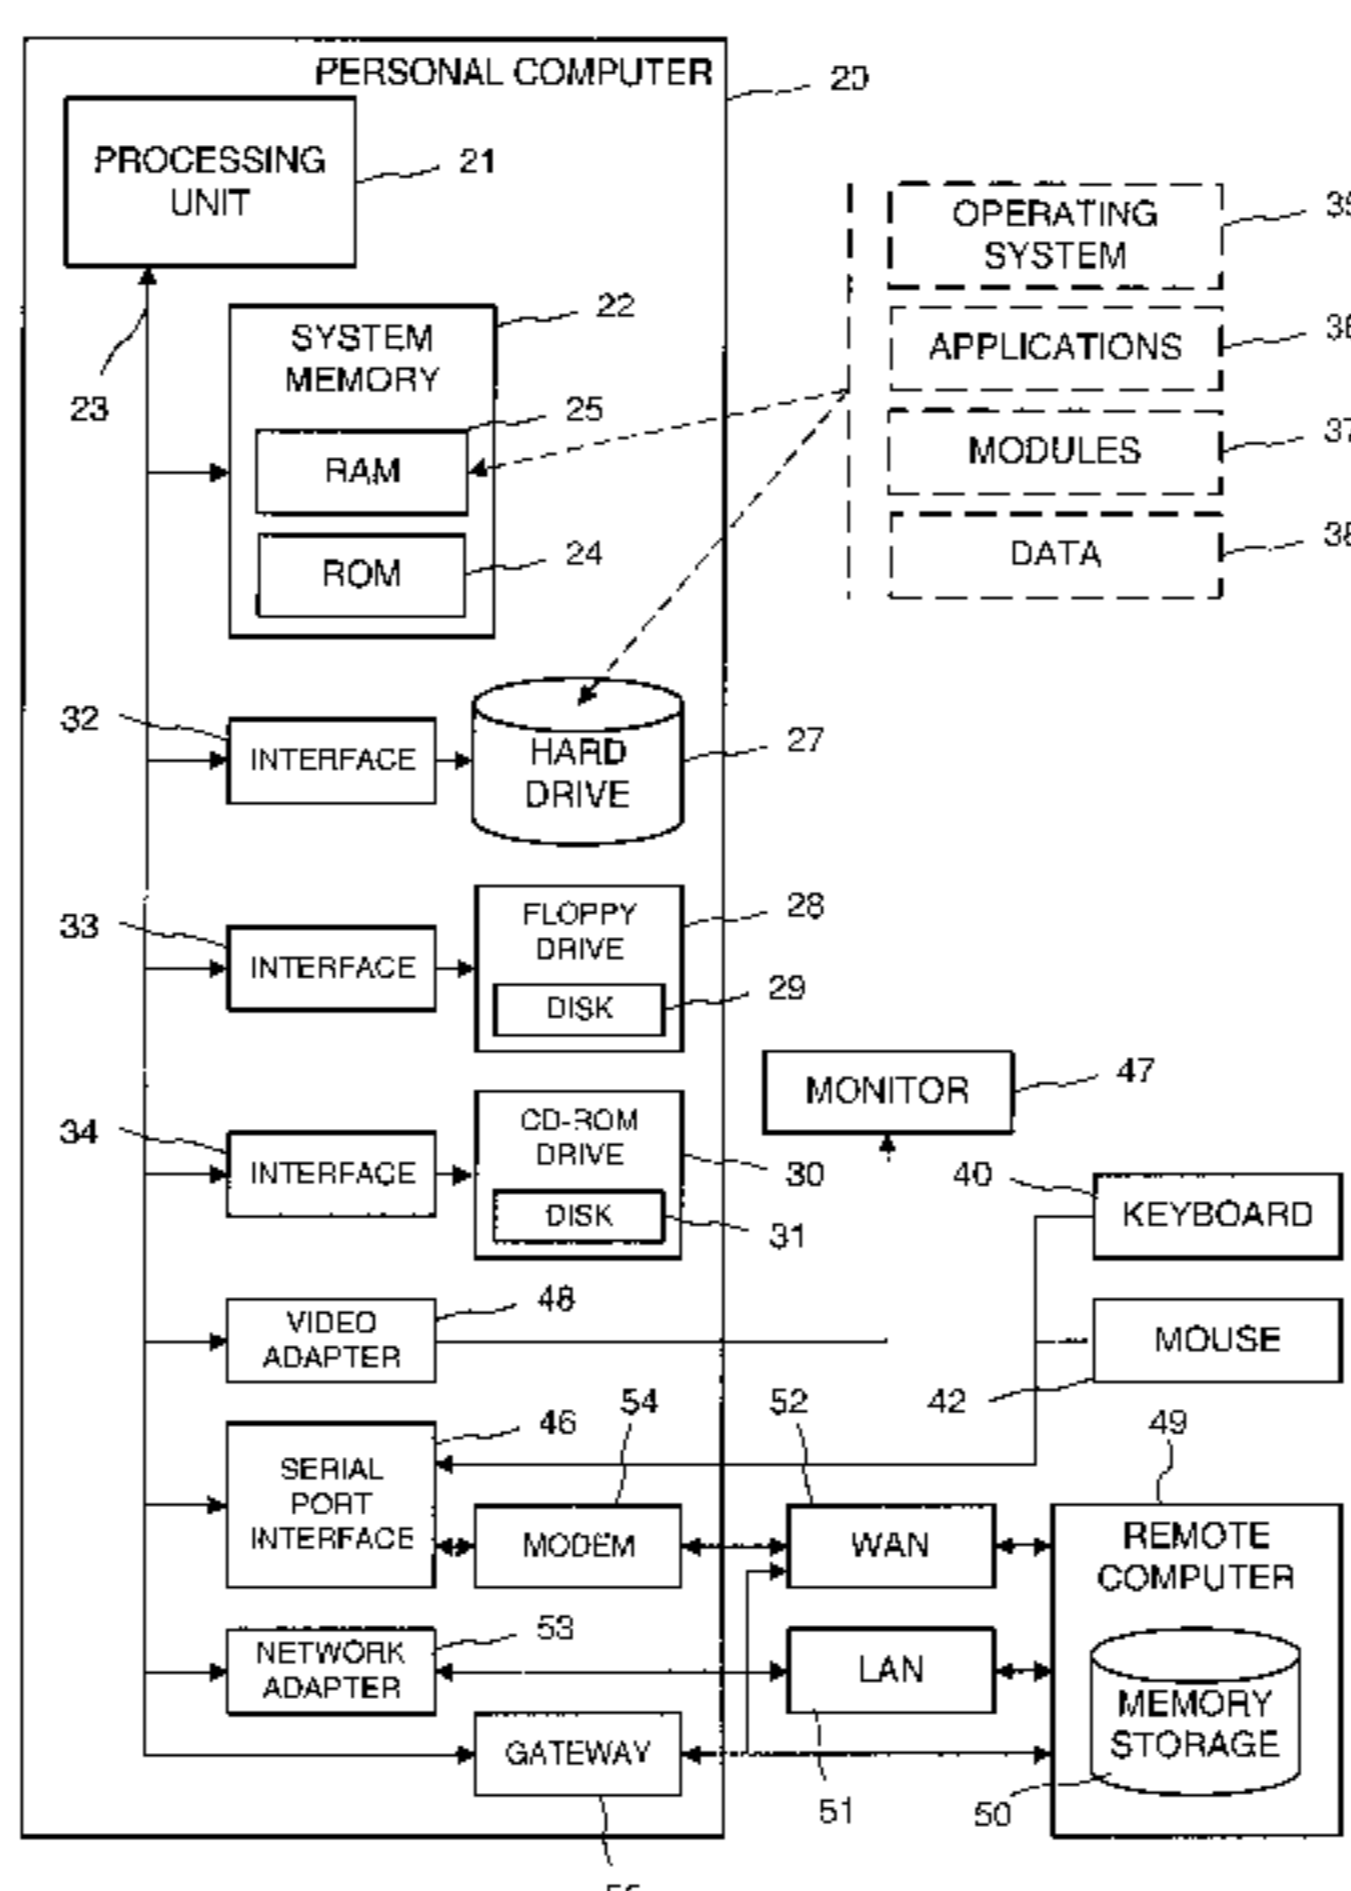 PERSONAL COMPUTER
20
PROCESSING
UNIT
21
23
SYSTEM
MEMORY
22
RAM
25
ROM
24
OPERATING
SYSTEM
APPLICATIONS
MODULES
DATA
32
INTERFACE
HARD
DRIVE
27
33
INTERFACE
FLOPPY
DRIVE
28
DISK
29
MONITOR
47
34
INTERFACE
CD-ROM
DRIVE
30
DISK
31
40
KEYBOARD
MOUSE
42
VIDEO
ADAPTER
48
SERIAL
PORT
INTERFACE
46
54
MODEM
52
WAN
49
REMOTE
COMPUTER
NETWORK
ADAPTER
53
LAN
51
MEMORY
STORAGE
50
GATEWAY